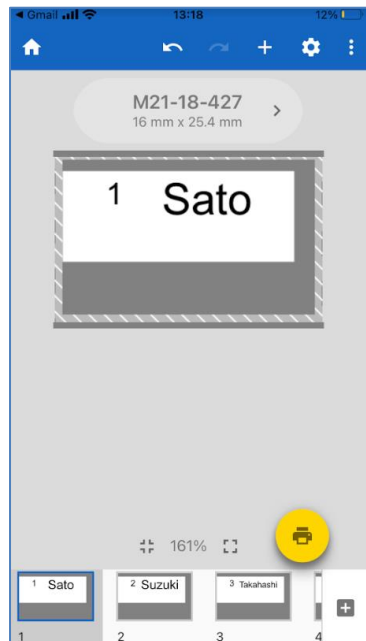 Gmail 13:18 12%
M21-18-427
16 mm x 25.4 mm
1 Sato
161%
1 Sato 2 Suzuki 3 Takahashi
1 2 3 4